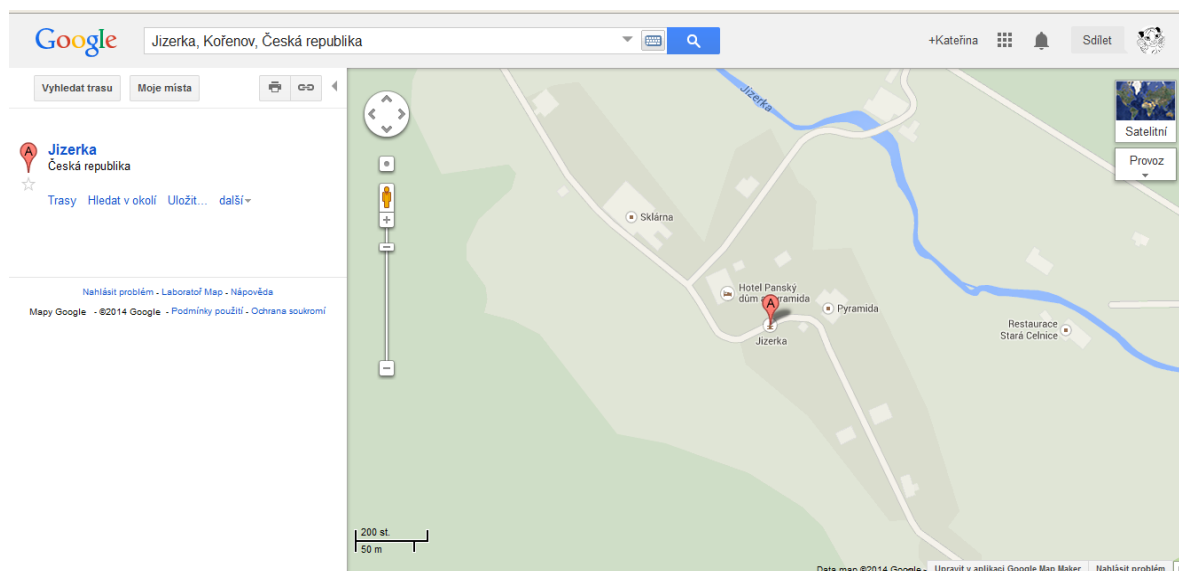 Google
Jizerka, Kořenov, Česká republika
+Kateřina
Sdílet
Vyhledat trasu
Moje místa
A
Jizerka
Česká republika
Trasy Hledat v okolí Uložit... další
Nahlásit problém - Laboratoř Map - Nápověda
Mapy Google - ©2014 Google - Podmínky použití - Ochrana soukromí
Jizerka
Satelitní
Provoz
Sklárna
Hotel Panský
dům a Pyramida
A
Pyramida
Jizerka
Restaurace
Stará Celnice
200 st.
50 m
Data map ©2014 Google - Upravit v aplikaci Google Map Maker Nahlásit problém